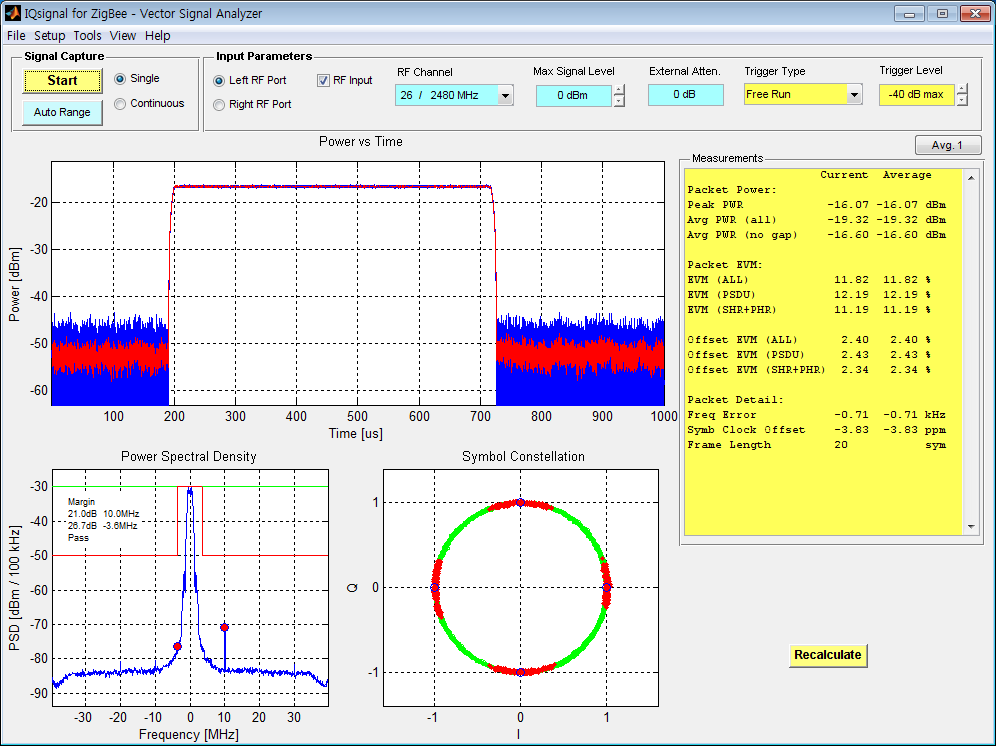 IQsignal for ZigBee - Vector Signal Analyzer
File Setup Tools View Help
Signal Capture
Start
Auto Range
Single
Continuous
Input Parameters
Left RF Port
Right RF Port
RF Input
RF Channel
26 / 2480 MHz
Max Signal Level
0 dBm
External Atten.
0 dB
Trigger Type
Free Run
Trigger Level
-40 dB max
Avg. 1
Power vs Time
Power [dBm]
-20
-30
-40
-50
-60
100 200 300 400 500 600 700 800 900 1000
Time [us]
Measurements
Current Average
Packet Power:
Peak PWR -16.07 -16.07 dBm
Avg PWR (all) -19.32 -19.32 dBm
Avg PWR (no gap) -16.60 -16.60 dBm
Packet EVM:
EVM (ALL) 11.82 11.82 %
EVM (PSDU) 12.19 12.19 %
EVM (SHR+PHR) 11.19 11.19 %
Offset EVM (ALL) 2.40 2.40 %
Offset EVM (PSDU) 2.43 2.43 %
Offset EVM (SHR+PHR) 2.34 2.34 %
Packet Detail:
Freq Error -0.71 -0.71 kHz
Symb Clock Offset -3.83 -3.83 ppm
Frame Length 20 sym
Power Spectral Density
PSD [dBm / 100 kHz]
-30
-40
-50
-60
-70
-80
-90
Margin
21.0dB 10.0MHz
26.7dB -3.6MHz
Pass
-30 -20 -10 0 10 20 30
Frequency [MHz]
Symbol Constellation
Q
1
0
-1
-1 0 1
I
Recalculate